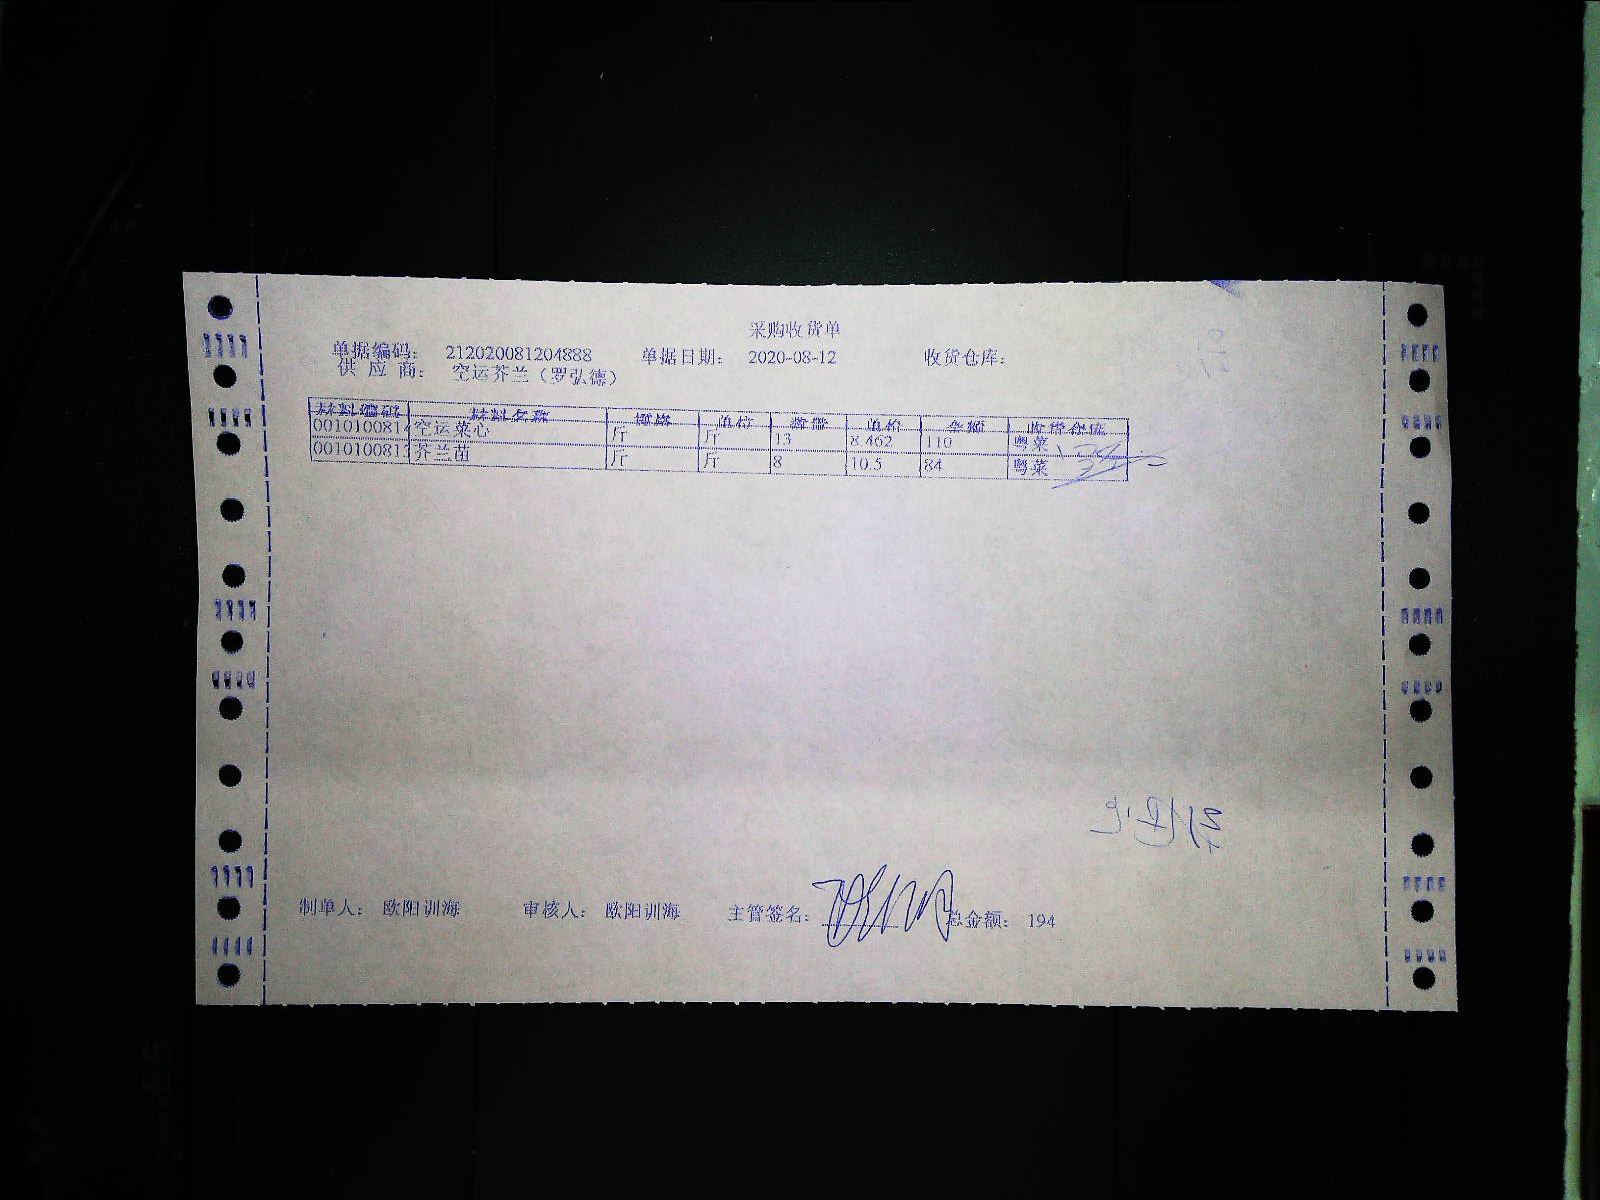 采购收货单
单据编码： 212020081204888 单据日期： 2020-08-12 收货仓库：
供 应 商： 空运芥兰（罗弘德）
材料编码 材料名称 规格 单位 数量 单价 金额 收货仓库
0010100814 空运菜心 斤 斤 13 8.462 110 粤菜
001010081 芥兰苗 斤 斤 8 10.5 84 粤菜
制单人： 欧阳训海 审核人： 欧阳训海 主管签名： 总金额： 194